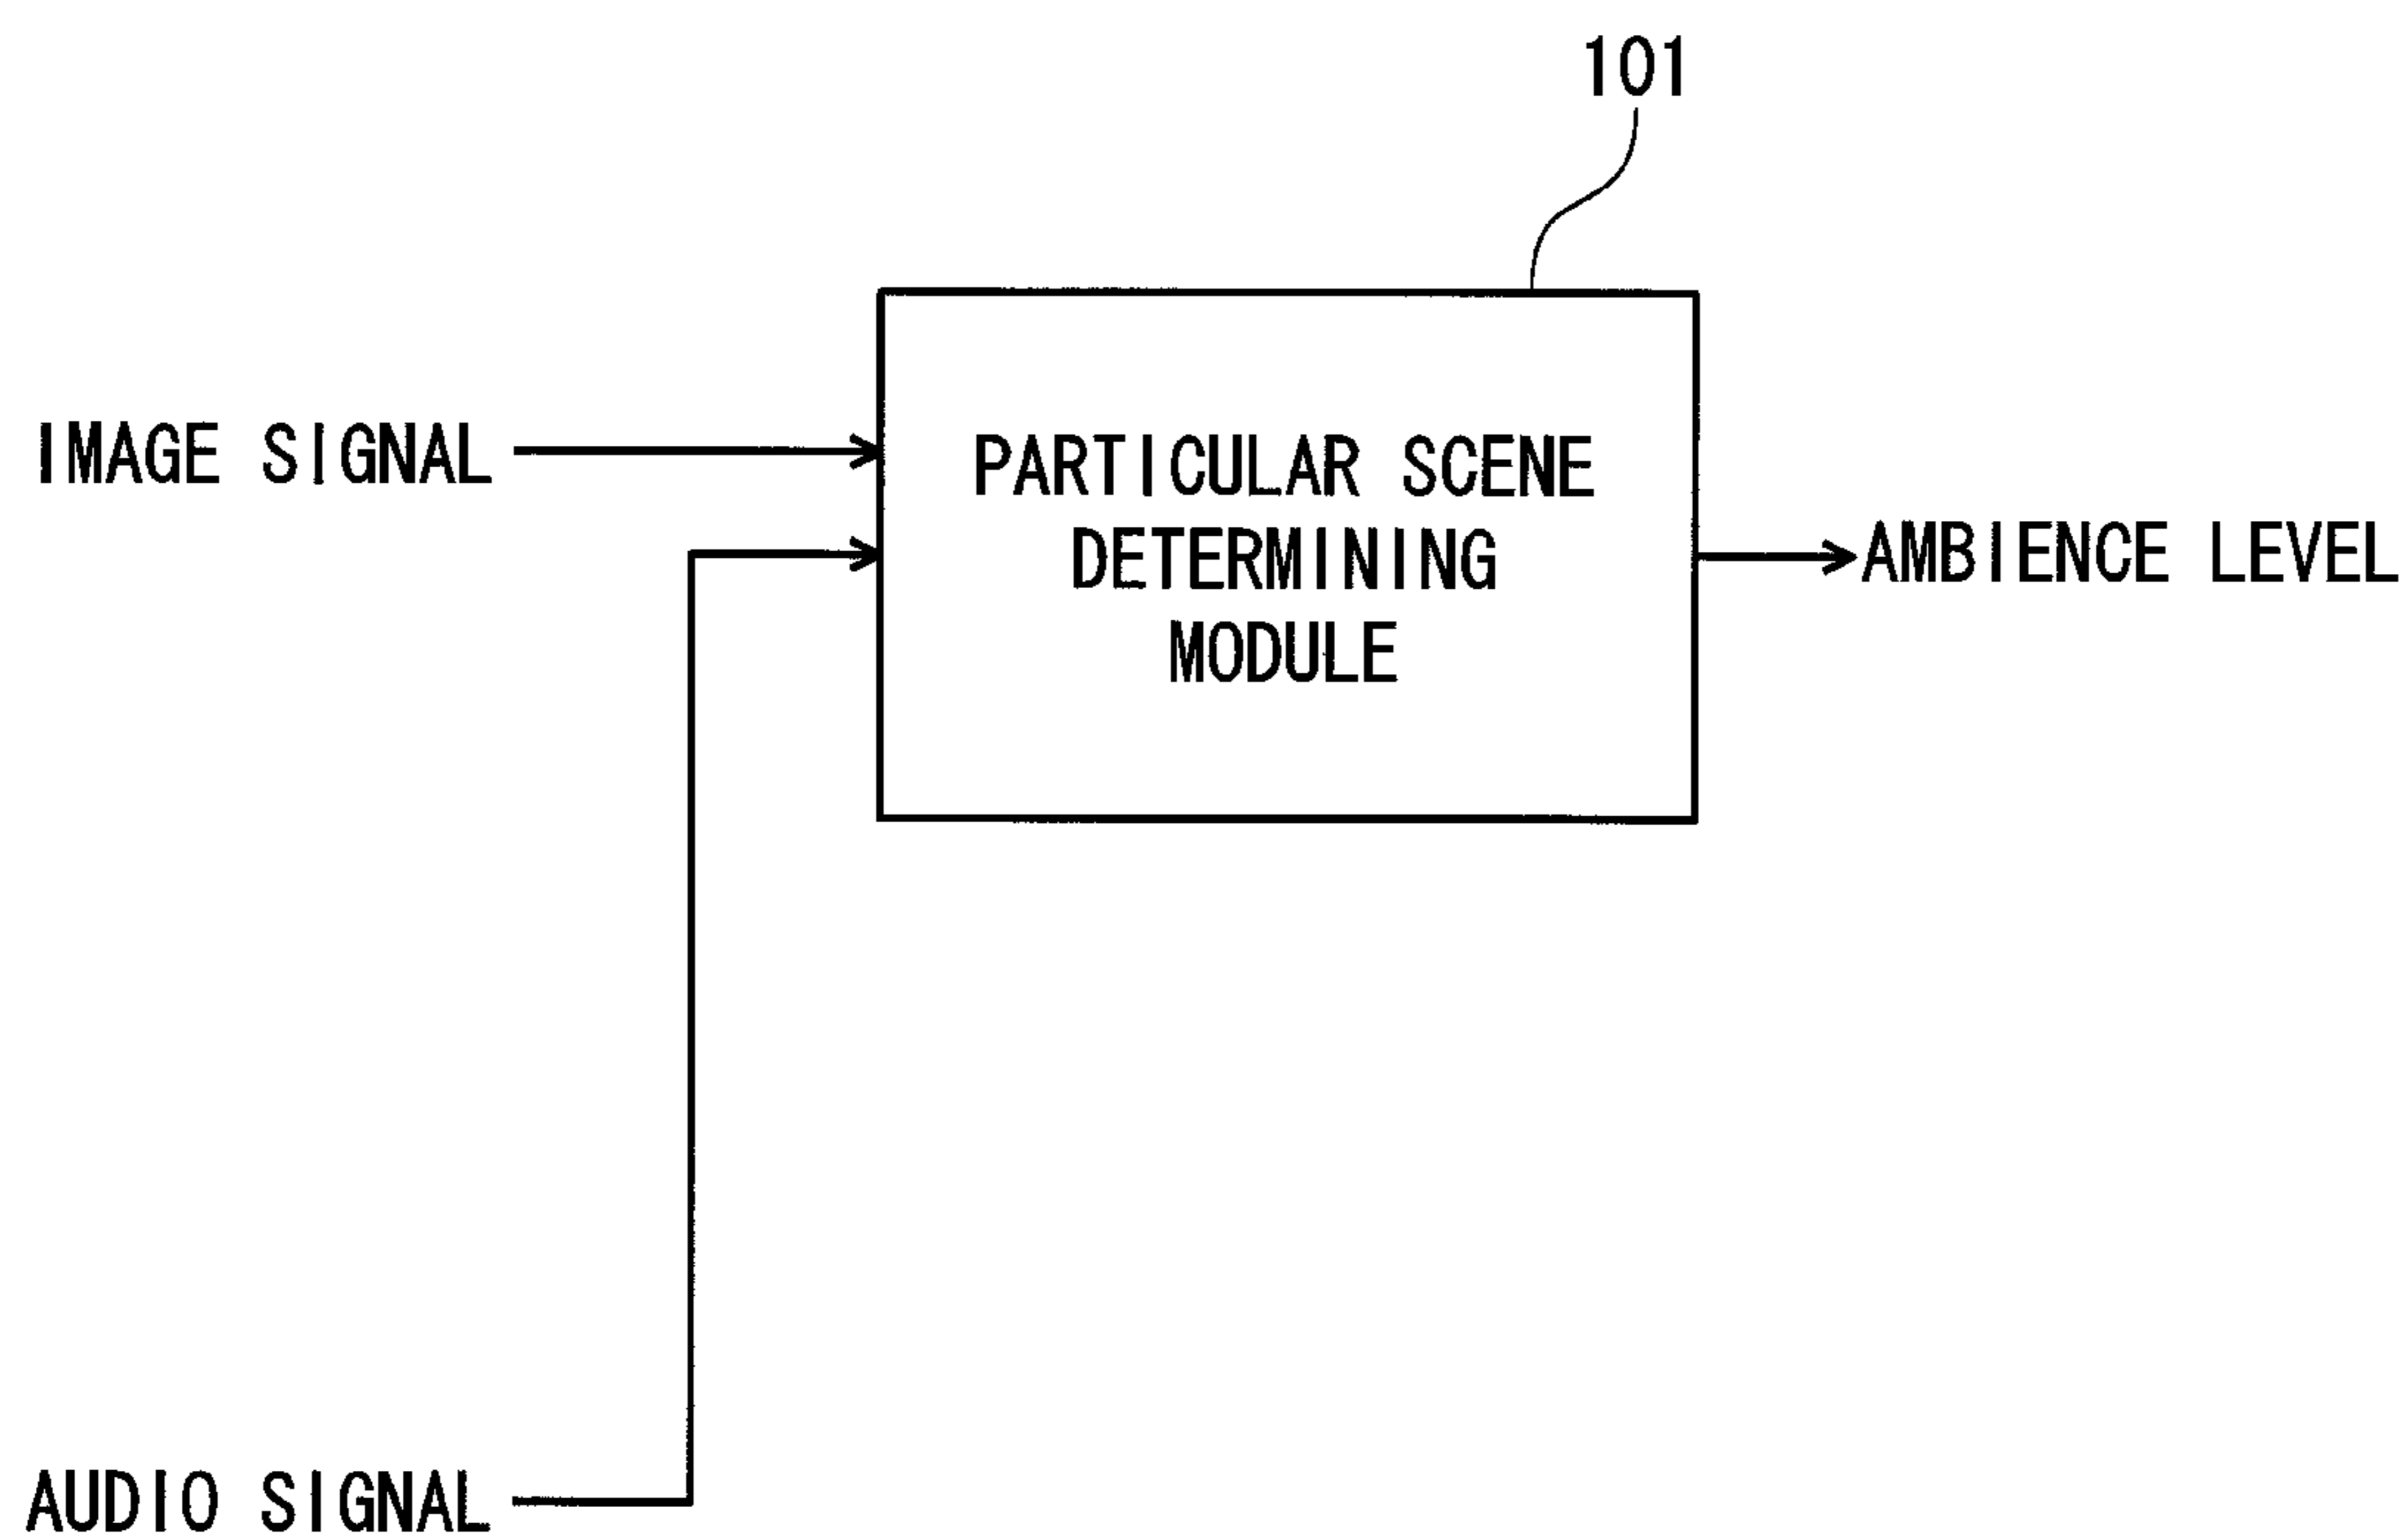 101
IMAGE SIGNAL
PARTICULAR SCENE
DETERMINING
MODULE
AMBIENCE LEVEL
AUDIO SIGNAL